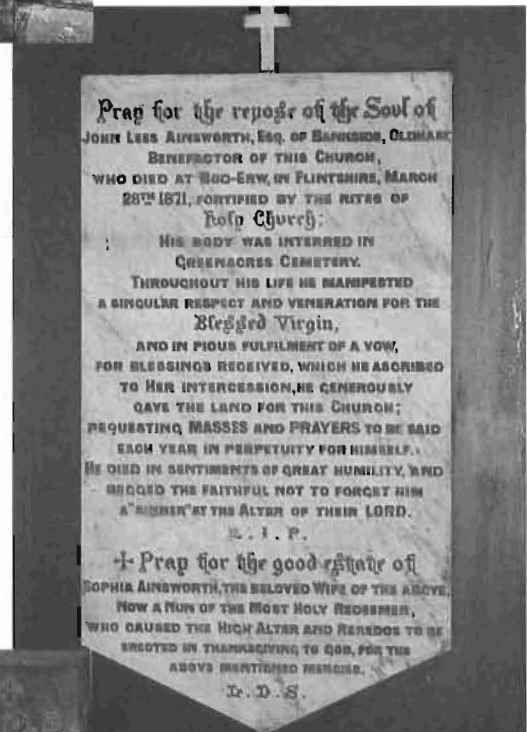 Pray for the repose of the Soul of
JOHN LEES AINSWORTH, ESQ. OF BANKSIDE, OLDHAM,
BENEFACTOR OF THIS CHURCH,
WHO DIED AT BOD-ERW, IN FLINTSHIRE, MARCH
28TH 1871, FORTIFIED BY THE RITES OF
Holy Church:
HIS BODY WAS INTERRED IN
GREENACRES CEMETERY.
THROUGHOUT HIS LIFE HE MANIFESTED
A SINGULAR RESPECT AND VENERATION FOR THE
Blessed Virgin,
AND IN PIOUS FULFILMENT OF A VOW,
FOR BLESSINGS RECEIVED, WHICH HE ASCRIBED
TO HER INTERCESSION, HE GENEROUSLY
GAVE THE LAND FOR THIS CHURCH;
REQUESTING MASSES AND PRAYERS TO BE SAID
EACH YEAR IN PERPETUITY FOR HIMSELF.
HE DIED IN SENTIMENTS OF GREAT HUMILITY, AND
BEGGED THE FAITHFUL NOT TO FORGET HIM
A "SINNER" AT THE ALTER OF THEIR LORD.
R. I. P.
+ Pray for the good estate of
SOPHIA AINSWORTH, THE BELOVED WIFE OF THE ABOVE,
NOW A NUN OF THE MOST HOLY REDEEMER,
WHO CAUSED THE HIGH ALTER AND REREDOS TO BE
ERECTED IN THANKSGIVING TO GOD, FOR THE
ABOVE MENTIONED MERCIES.
L. D. S.